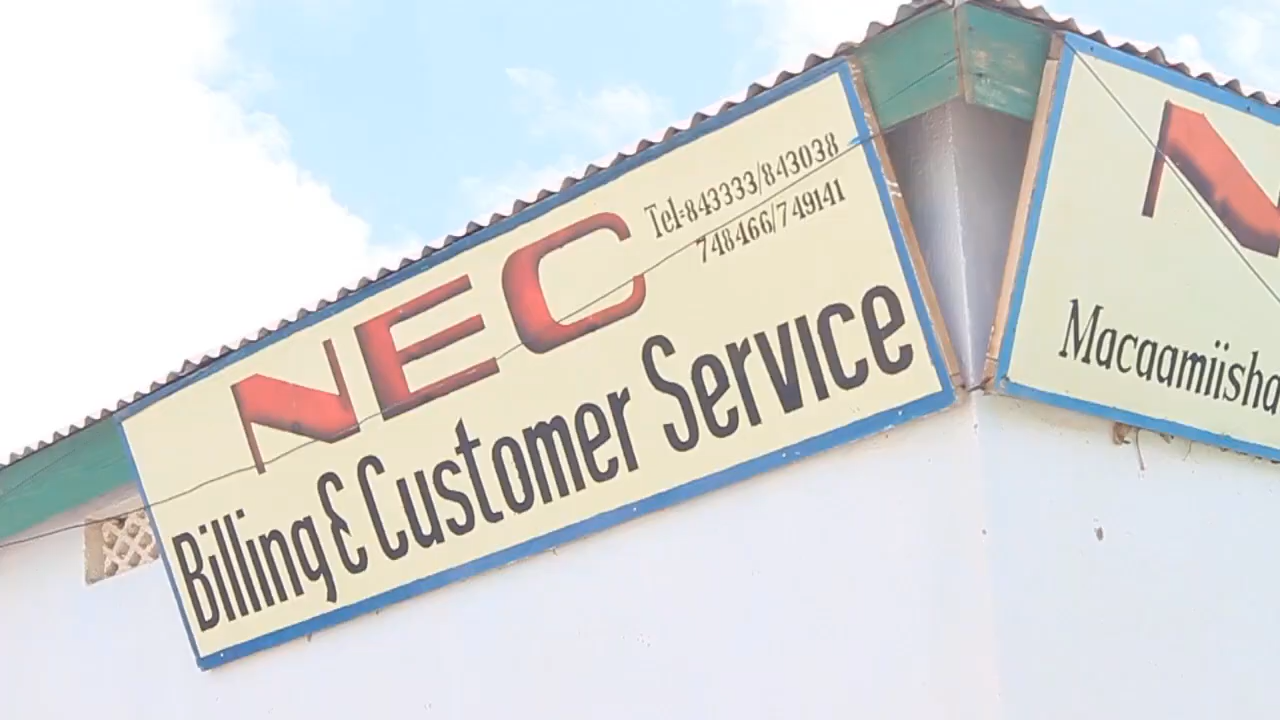 NEC
Tel:843333/843038
748466/749141
Billing & Customer Service
N
Macaamiisha